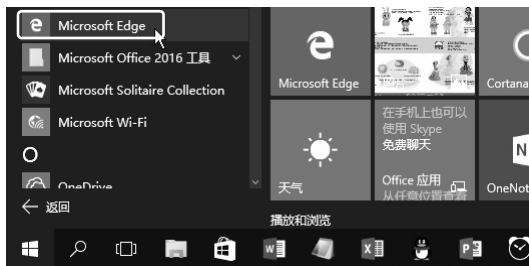 Microsoft Edge
Microsoft Office 2016 工具
Microsoft Solitaire Collection
Microsoft Wi-Fi
O
OneDrive
返回
Microsoft Edge
Cortana
天气
在手机上也可以
使用 Skype
免费聊天
Office 应用
从任意位置查看
OneNot
播放和浏览